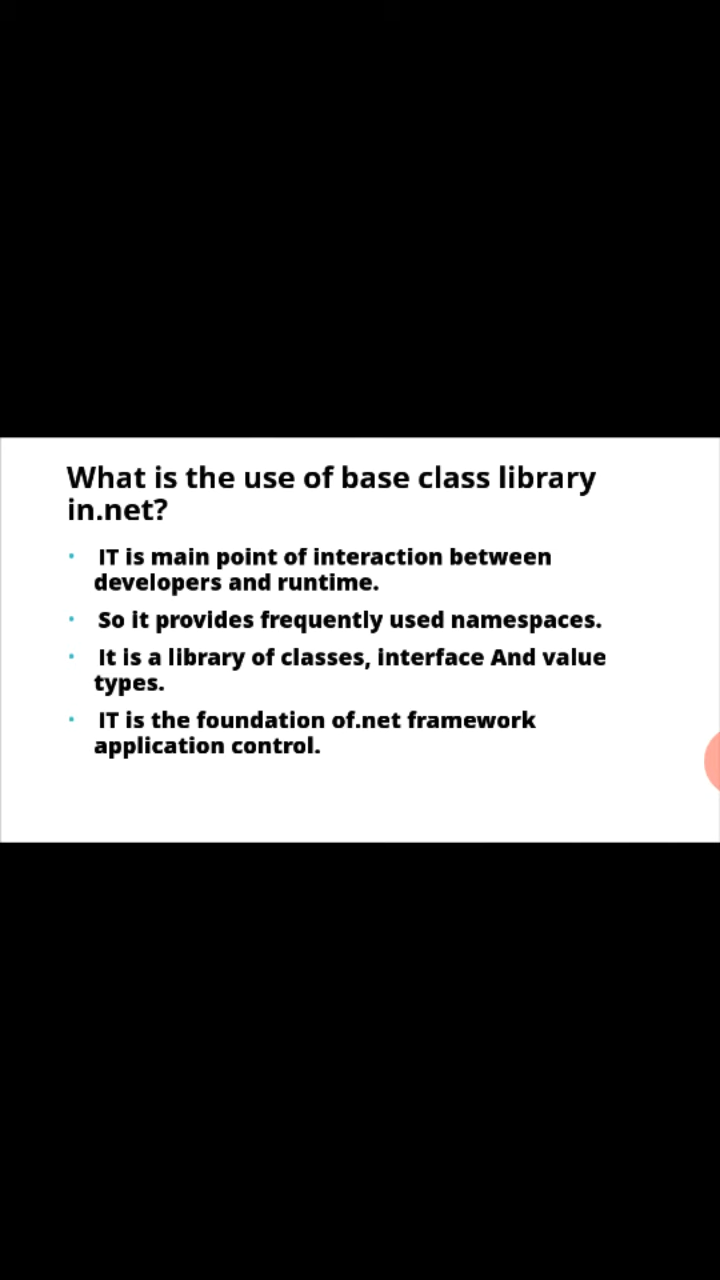 What is the use of base class library
in.net?
• IT is main point of interaction between
developers and runtime.
• So it provides frequently used namespaces.
• It is a library of classes, interface And value
types.
• IT is the foundation of.net framework
application control.